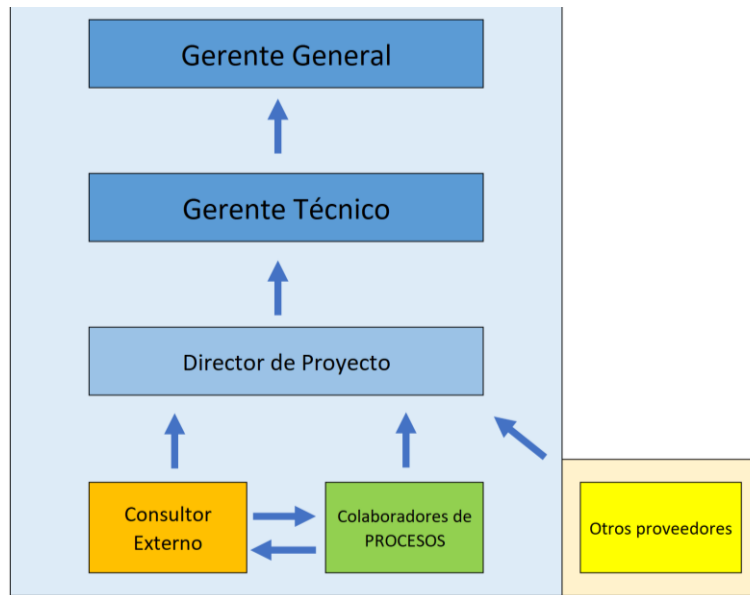 Gerente General
Gerente Técnico
Director de Proyecto
Consultor
Externo
Colaboradores de
PROCESOS
Otros proveedores